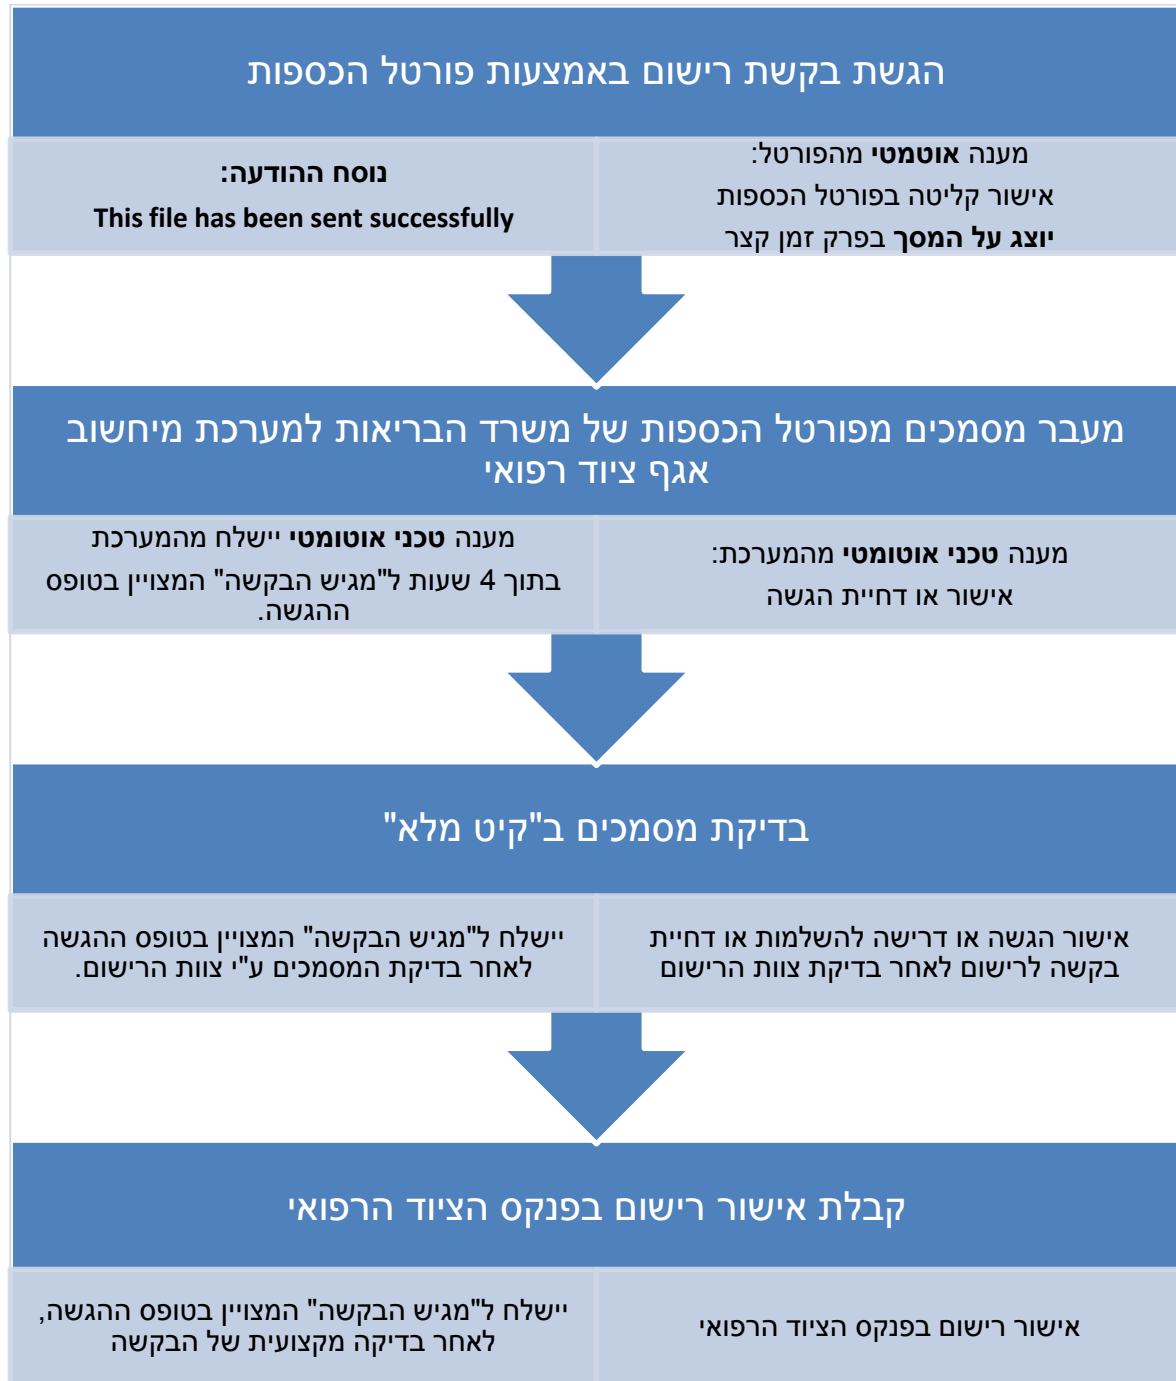 הגשת בקשת רישום באמצעות פורטל הכספות
מענה אוטמטי מהפורטל:
אישור קליטה בפורטל הכספות
יוצג על המסך בפרק זמן קצר
נוסח ההודעה:
This file has been sent successfully
מעבר מסמכים מפורטל הכספות של משרד הבריאות למערכת מיחשוב
אגף ציוד רפואי
מענה טכני אוטומטי מהמערכת:
אישור או דחיית הגשה
מענה טכני אוטומטי יישלח מהמערכת
בתוך 4 שעות ל"מגיש הבקשה" המצויין בטופס
ההגשה.
בדיקת מסמכים ב"קיט מלא"
אישור הגשה או דרישה להשלמות או דחיית
בקשה לרישום לאחר בדיקת צוות הרישום
יישלח ל"מגיש הבקשה" המצויין בטופס ההגשה
לאחר בדיקת המסמכים ע"י צוות הרישום.
קבלת אישור רישום בפנקס הציוד הרפואי
אישור רישום בפנקס הציוד הרפואי
יישלח ל"מגיש הבקשה" המצויין בטופס ההגשה,
לאחר בדיקה מקצועית של הבקשה